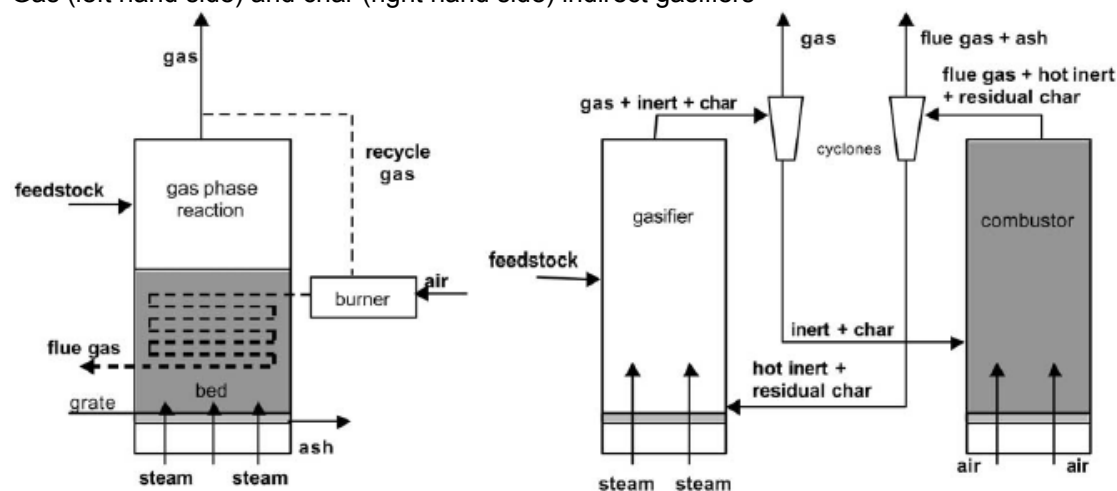 Gas (left hand side) and char (right hand side) indirect gasifiers
gas
gas phase
reaction
feedstock
recycle
gas
burner
air
flue gas
bed
grate
ash
steam
steam
gas
flue gas + ash
gas + inert + char
flue gas + hot inert
+ residual char
cyclones
gasifier
combustor
feedstock
inert + char
hot inert +
residual char
steam
steam
air
air